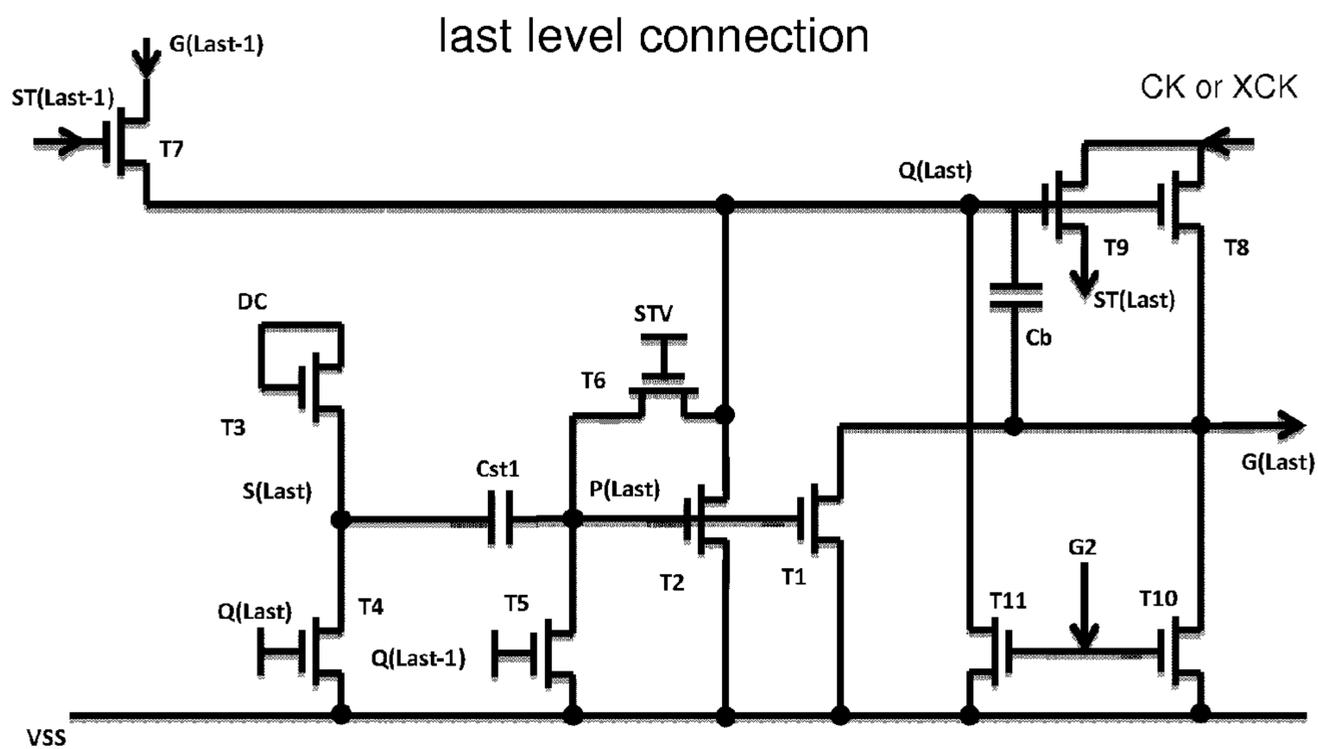 last level connection
G(Last-1)
ST(Last-1)
CK or XCK
T7
Q(Last)
T9
T8
DC
STV
ST(Last)
Cb
T6
T3
G(Last)
Cst1
S(Last)
P(Last)
G2
T2
T1
Q(Last)
T4
T5
T11
T10
Q(Last-1)
VSS